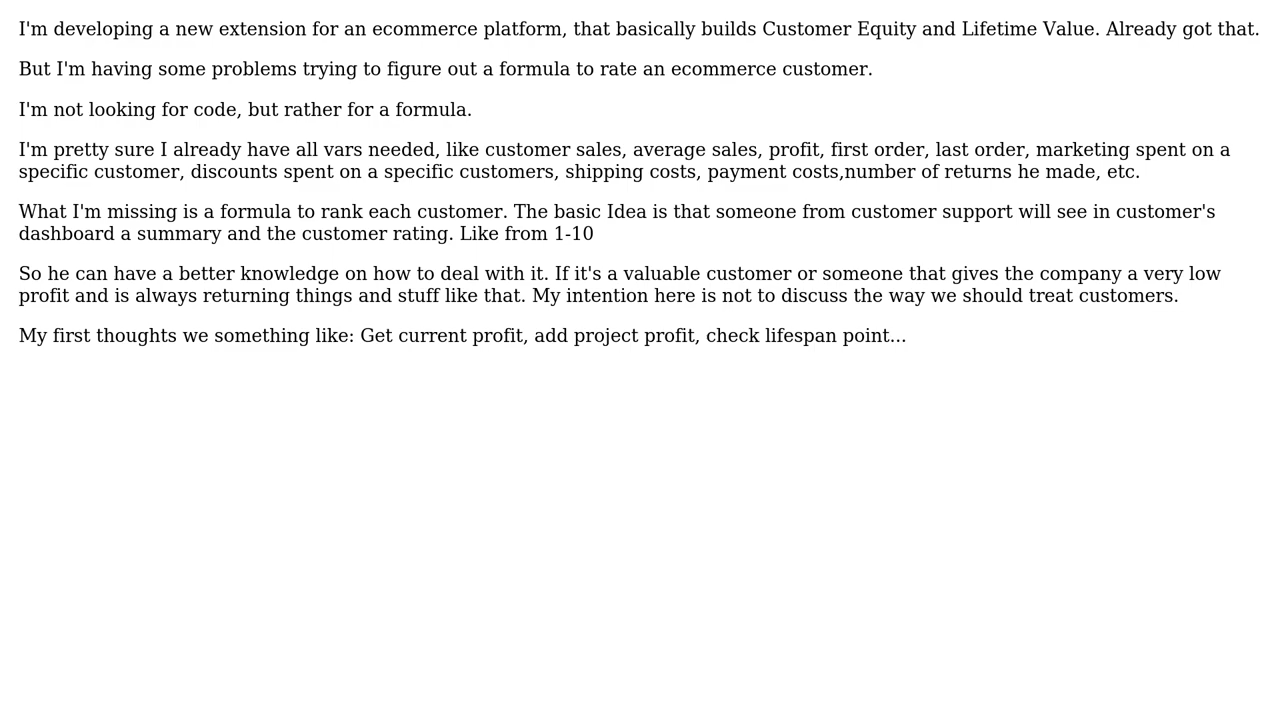 I'm developing a new extension for an ecommerce platform, that basically builds Customer Equity and Lifetime Value. Already got that.
But I'm having some problems trying to figure out a formula to rate an ecommerce customer.
I'm not looking for code, but rather for a formula.
I'm pretty sure I already have all vars needed, like customer sales, average sales, profit, first order, last order, marketing spent on a
specific customer, discounts spent on a specific customers, shipping costs, payment costs,number of returns he made, etc.
What I'm missing is a formula to rank each customer. The basic Idea is that someone from customer support will see in customer's
dashboard a summary and the customer rating. Like from 1-10
So he can have a better knowledge on how to deal with it. If it's a valuable customer or someone that gives the company a very low
profit and is always returning things and stuff like that. My intention here is not to discuss the way we should treat customers.
My first thoughts we something like: Get current profit, add project profit, check lifespan point...